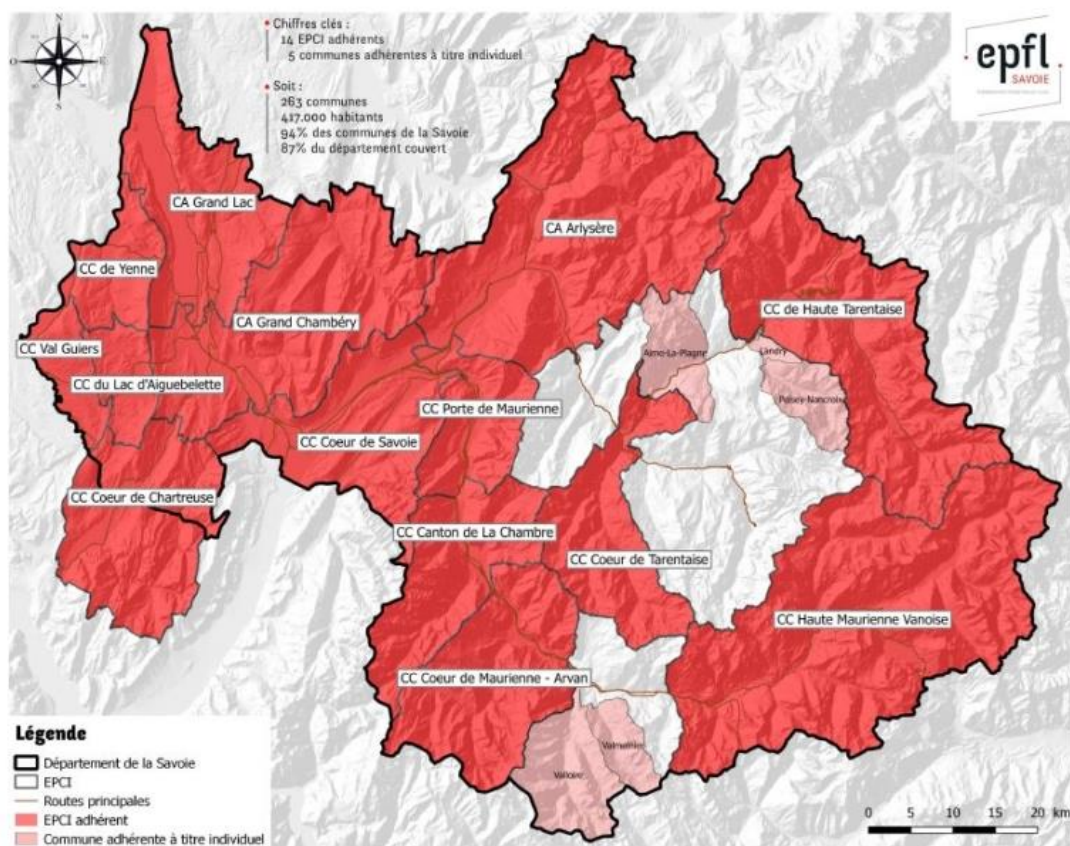 Chiffres clés :
14 EPCI adhérents
5 communes adhérentes à titre individuel
Soit :
263 communes
417.000 habitants
94% des communes de la Savoie
87% du département couvert
N
O
E
S
epfl
SAVOIE
CA Grand Lac
CA Arlysère
CC de Yenne
CC de Haute Tarentaise
CA Grand Chambéry
CC Val Guiers
Aime-La-Plagne
Landry
CC du Lac d'Aiguebelette
Peisey-Nancroix
CC Porte de Maurienne
CC Coeur de Savoie
CC Coeur de Chartreuse
CC Canton de La Chambre
CC Coeur de Tarentaise
CC Haute Maurienne Vanoise
CC Coeur de Maurienne - Arvan
Valmeinier
Valloire
Légende
Département de la Savoie
EPCI
Routes principales
EPCI adhérent
Commune adhérente à titre individuel
0 5 10 15 20 km